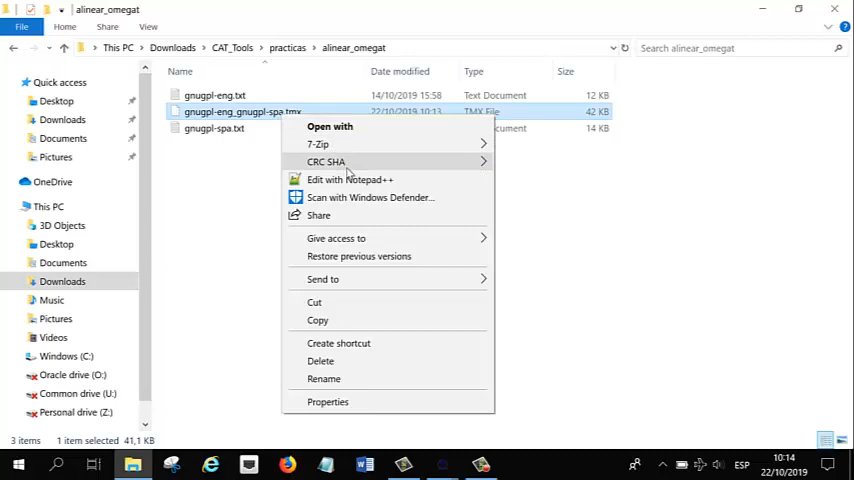 alinear_omegat
File Home Share View
This PC Downloads CAT_Tools practicas alinear_omegat
Search alinear_omegat
Name Date modified Type Size
gnugpl-eng.txt 14/10/2019 15:58 Text Document 12 KB
gnugpl-eng_gnugpl-spa.tmx 22/10/2019 10:13 TMX File 42 KB
gnugpl-spa.txt ocument 14 KB
Quick access
Desktop
Downloads
Documents
Pictures
OneDrive
This PC
3D Objects
Desktop
Documents
Downloads
Music
Pictures
Videos
Windows (C:)
Oracle drive (O:)
Common drive (U:)
Personal drive (Z:)
Open with
7-Zip
CRC SHA
Edit with Notepad++
Scan with Windows Defender...
Share
Give access to
Restore previous versions
Send to
Cut
Copy
Create shortcut
Delete
Rename
Properties
3 items 1 item selected 41,1 KB
ESP
10:14
22/10/2019